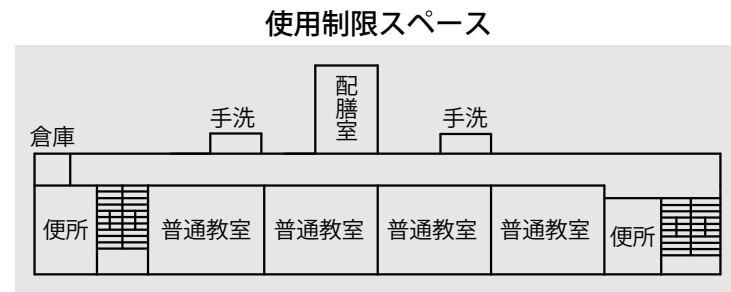 使用制限スペース
配膳室
手洗
手洗
倉庫
便所
普通教室
普通教室
普通教室
普通教室
便所